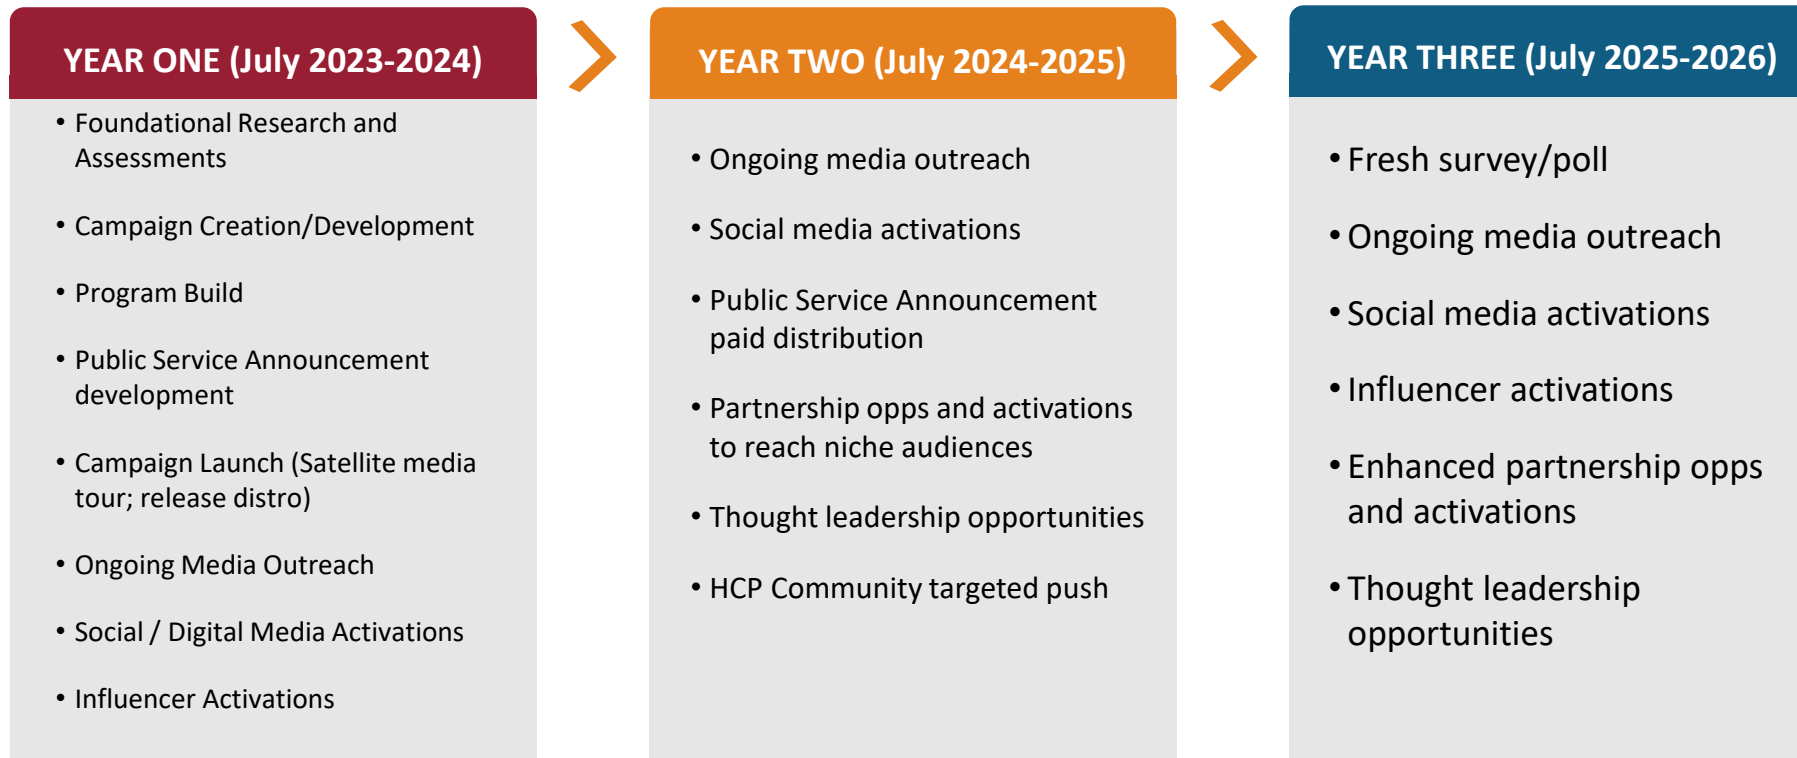 YEAR ONE (July 2023-2024)
• Foundational Research and
Assessments
• Campaign Creation/Development
• Program Build
• Public Service Announcement
development
• Campaign Launch (Satellite media
tour; release distro)
• Ongoing Media Outreach
• Social / Digital Media Activations
• Influencer Activations
YEAR TWO (July 2024-2025)
• Ongoing media outreach
• Social media activations
• Public Service Announcement
paid distribution
• Partnership opps and activations
to reach niche audiences
• Thought leadership opportunities
• HCP Community targeted push
YEAR THREE (July 2025-2026)
• Fresh survey/poll
• Ongoing media outreach
• Social media activations
• Influencer activations
• Enhanced partnership opps
and activations
• Thought leadership
opportunities